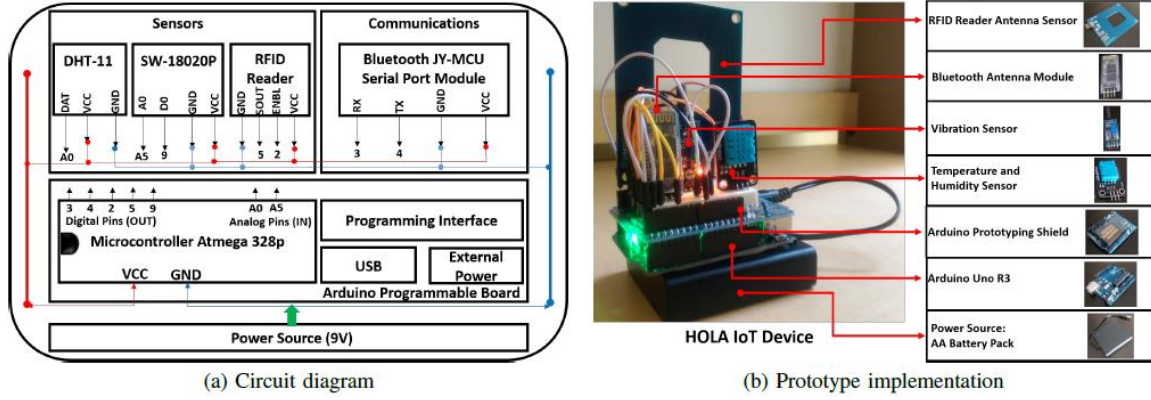 Sensors
Communications
DHT-11
SW-18020P
RFID
Reader
Bluetooth JY-MCU
Serial Port Module
DAT
VCC
GND
A0
D0
GND
VCC
GND
SOUT
ENBL
VCC
RX
TX
GND
VCC
A0
A5
9
5
2
3
4
3 4 2 5 9
A0 A5
Digital Pins (OUT)
Analog Pins (IN)
Microcontroller Atmega 328p
VCC
GND
Programming Interface
USB
External
Power
Arduino Programmable Board
Power Source (9V)
(a) Circuit diagram
HOLA IoT Device
RFID Reader Antenna Sensor
Bluetooth Antenna Module
Vibration Sensor
Temperature and
Humidity Sensor
Arduino Prototyping Shield
Arduino Uno R3
Power Source:
AA Battery Pack
(b) Prototype implementation